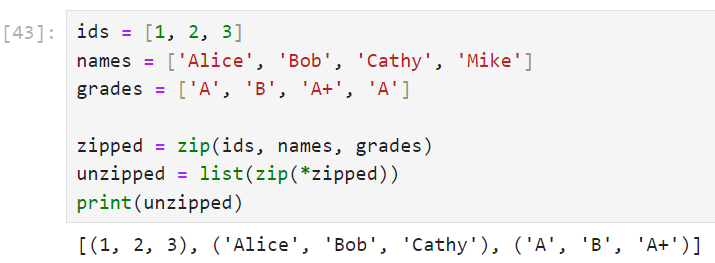 [43]: ids = [1, 2, 3]
names = ['Alice', 'Bob', 'Cathy', 'Mike']
grades = ['A', 'B', 'A+', 'A']
zipped = zip(ids, names, grades)
unzipped = list(zip(*zipped))
print(unzipped)
[(1, 2, 3), ('Alice', 'Bob', 'Cathy'), ('A', 'B', 'A+')]